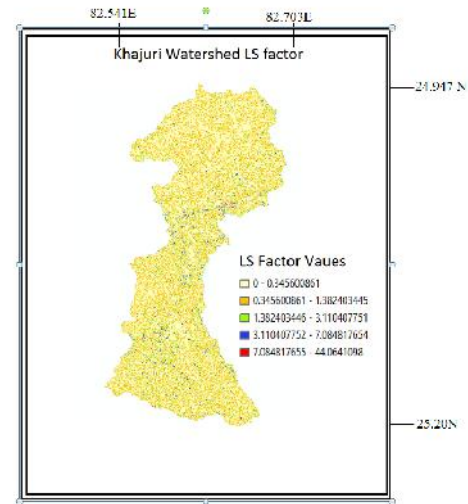 82.541E
82.703E
Khajuri Watershed LS factor
24.947 N
LS Factor Vaues
0 - 0.345600861
0.345600861 - 1.382403445
1.382403446 - 3.110407751
3.110407752 - 7.084817654
7.084817655 - 44.0641098
25.20N